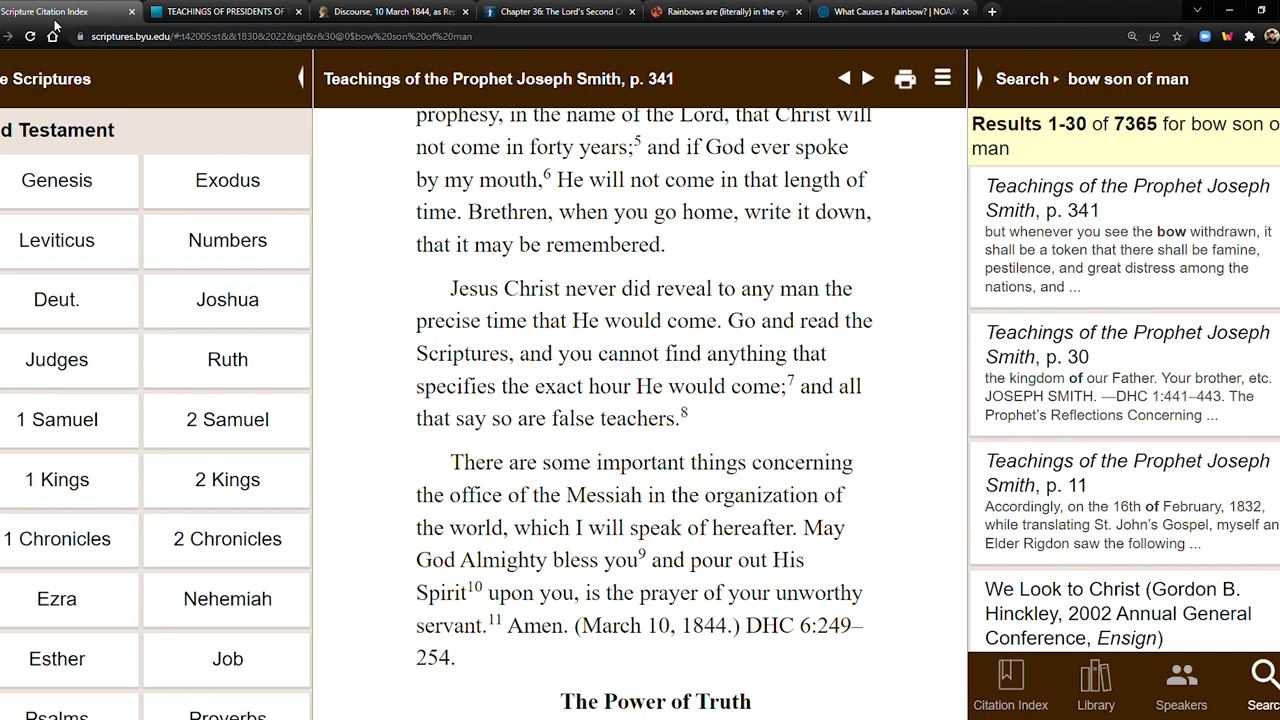 Scripture Citation Index
TEACHINGS OF PRESIDENTS OF
Discourse, 10 March 1844, as Rep
Chapter 36: The Lord's Second C
Rainbows are (literally) in the eye
What Causes a Rainbow? | NOA
scriptures.byu.edu/#:t42005:st&&1830&2022&gjt&r&30@0$bow%20son%20of%20man
e Scriptures
d Testament
Genesis
Exodus
Leviticus
Numbers
Deut.
Joshua
Judges
Ruth
1 Samuel
2 Samuel
1 Kings
2 Kings
1 Chronicles
2 Chronicles
Ezra
Nehemiah
Esther
Job
Psalms
Proverbs
Teachings of the Prophet Joseph Smith, p. 341
prophesy, in the name of the Lord, that Christ will
not come in forty years;5 and if God ever spoke
by my mouth,6 He will not come in that length of
time. Brethren, when you go home, write it down,
that it may be remembered.
Jesus Christ never did reveal to any man the
precise time that He would come. Go and read the
Scriptures, and you cannot find anything that
specifies the exact hour He would come;7 and all
that say so are false teachers.8
There are some important things concerning
the office of the Messiah in the organization of
the world, which I will speak of hereafter. May
God Almighty bless you9 and pour out His
Spirit10 upon you, is the prayer of your unworthy
servant.11 Amen. (March 10, 1844.) DHC 6:249–
254.
The Power of Truth
Search ▸ bow son of man
Results 1-30 of 7365 for bow son o
man
Teachings of the Prophet Joseph
Smith, p. 341
but whenever you see the bow withdrawn, it
shall be a token that there shall be famine,
pestilence, and great distress among the
nations, and ...
Teachings of the Prophet Joseph
Smith, p. 30
the kingdom of our Father. Your brother, etc.
JOSEPH SMITH. —DHC 1:441–443. The
Prophet's Reflections Concerning ...
Teachings of the Prophet Joseph
Smith, p. 11
Accordingly, on the 16th of February, 1832,
while translating St. John's Gospel, myself an
Elder Rigdon saw the following ...
We Look to Christ (Gordon B.
Hinckley, 2002 Annual General
Conference, Ensign)
Citation Index
Library
Speakers
Searc